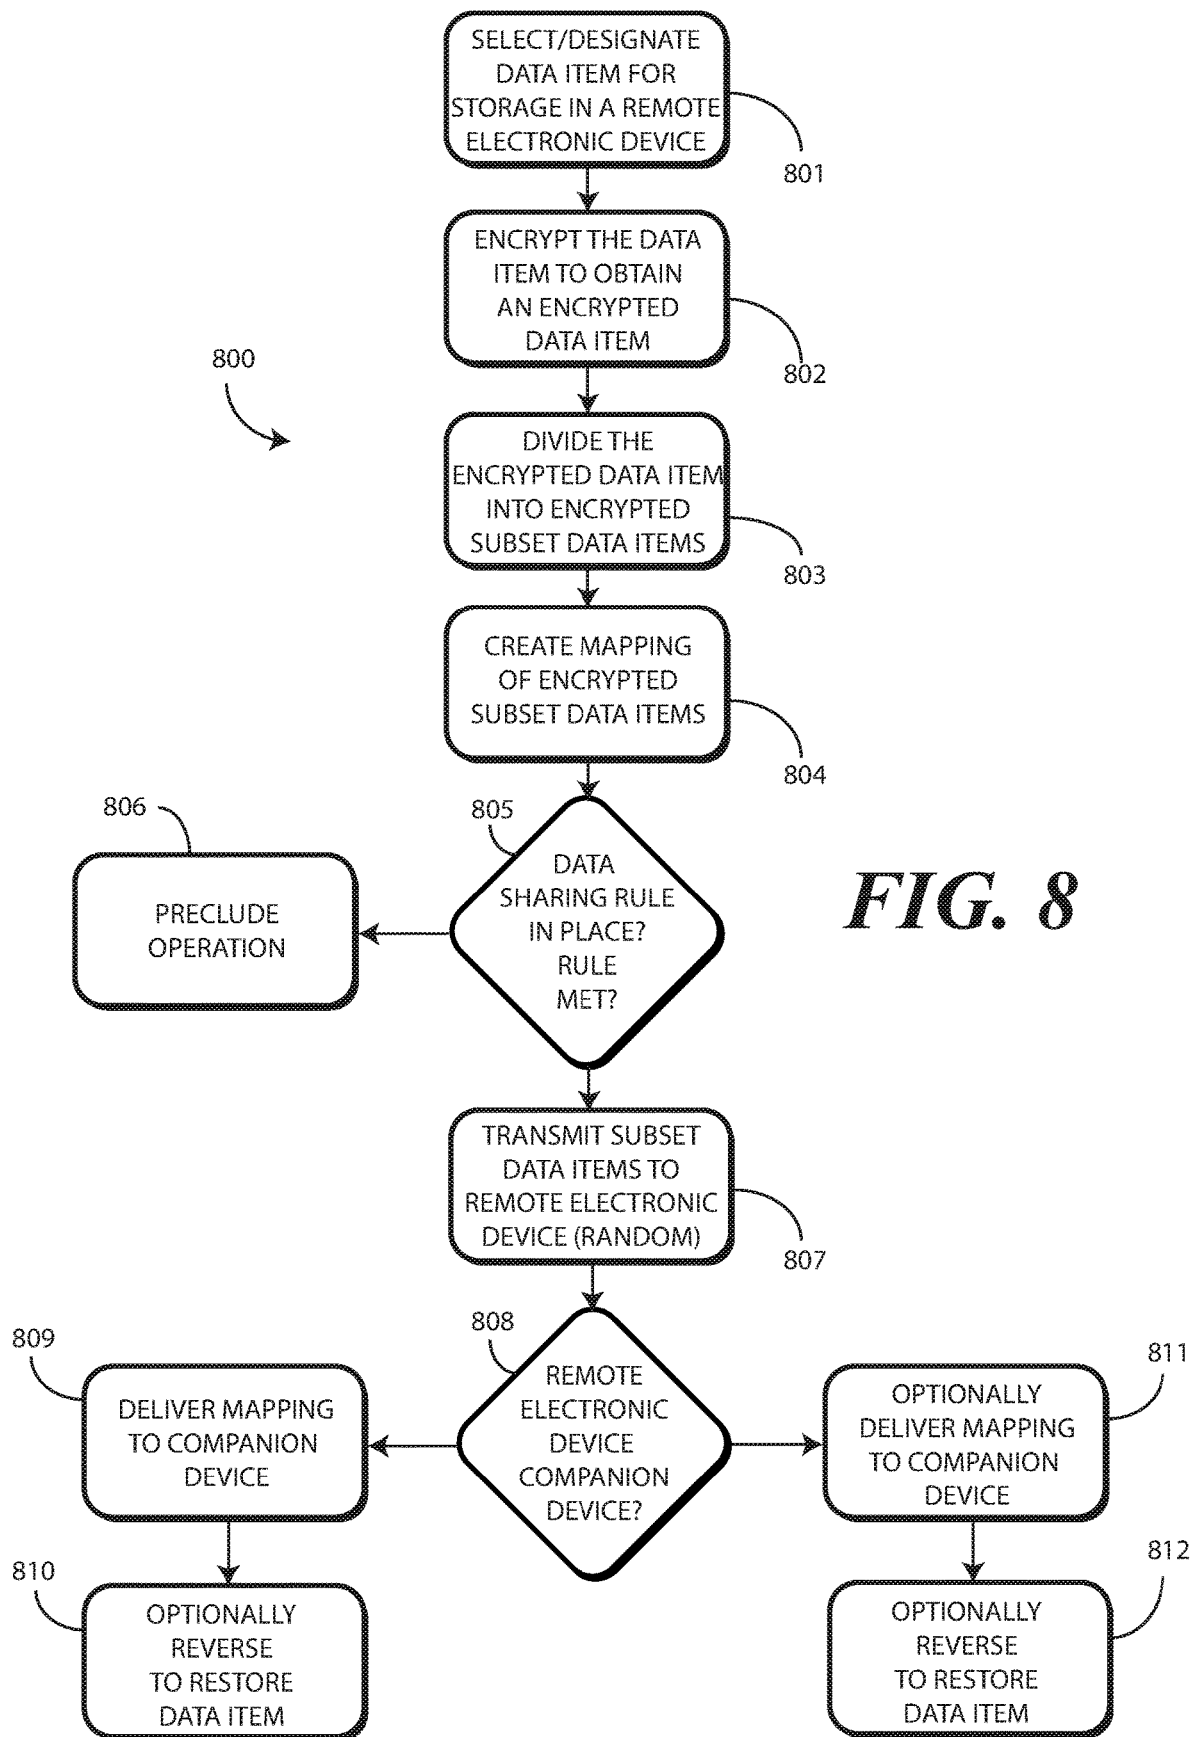 SELECT/DESIGNATE
DATA ITEM FOR
STORAGE IN A REMOTE
ELECTRONIC DEVICE
801
ENCRYPT THE DATA
ITEM TO OBTAIN
AN ENCRYPTED
DATA ITEM
802
800
DIVIDE THE
ENCRYPTED DATA ITEM
INTO ENCRYPTED
SUBSET DATA ITEMS
803
CREATE MAPPING
OF ENCRYPTED
SUBSET DATA ITEMS
804
806
PRECLUDE
OPERATION
805
DATA
SHARING RULE
IN PLACE?
RULE
MET?
FIG. 8
TRANSMIT SUBSET
DATA ITEMS TO
REMOTE ELECTRONIC
DEVICE (RANDOM)
807
808
REMOTE
ELECTRONIC
DEVICE
COMPANION
DEVICE?
809
DELIVER MAPPING
TO COMPANION
DEVICE
811
OPTIONALLY
DELIVER MAPPING
TO COMPANION
DEVICE
810
OPTIONALLY
REVERSE
TO RESTORE
DATA ITEM
812
OPTIONALLY
REVERSE
TO RESTORE
DATA ITEM